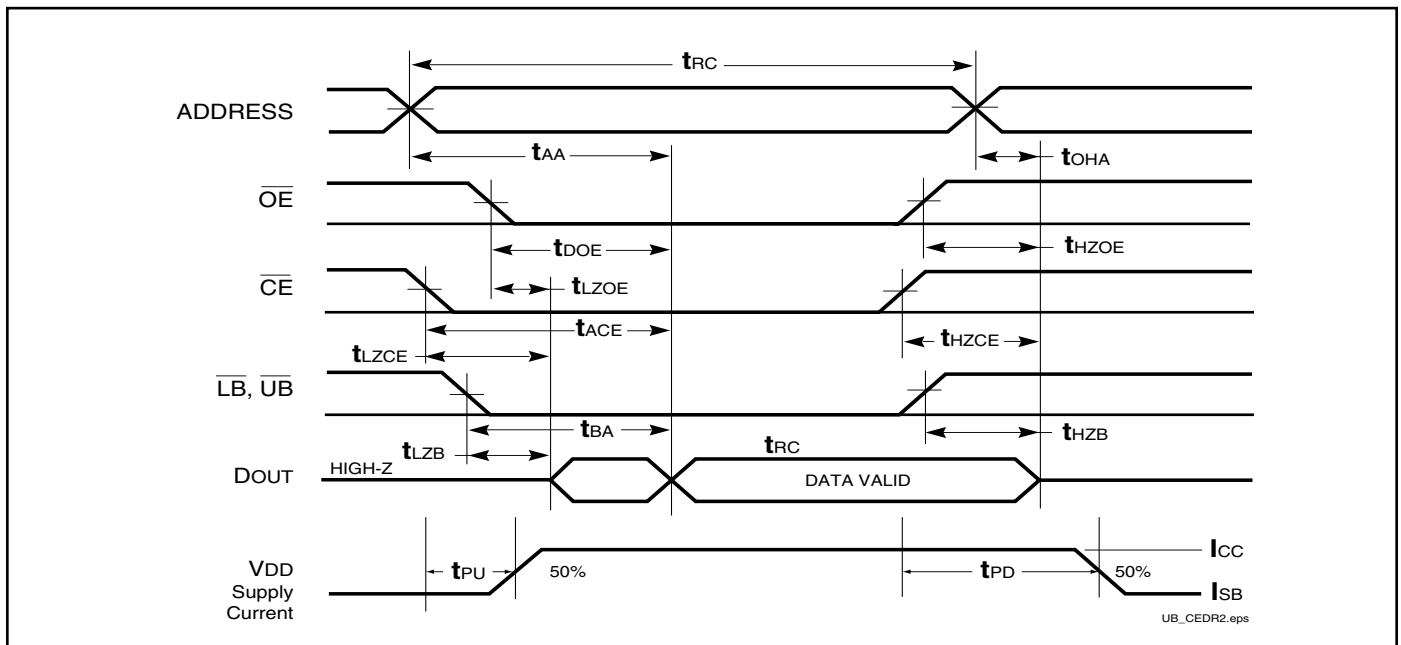 tRC
ADDRESS
tAA
tOHA
OE
tDOE
tHZOE
CE
tLZOE
tACE
tHZCE
tLZCE
LB, UB
tBA
tHZB
tLZB
tRC
DOUT
HIGH-Z
DATA VALID
ICC
tPU
50%
tPD
50%
VDD
Supply
Current
ISB
UB_CEDR2.eps